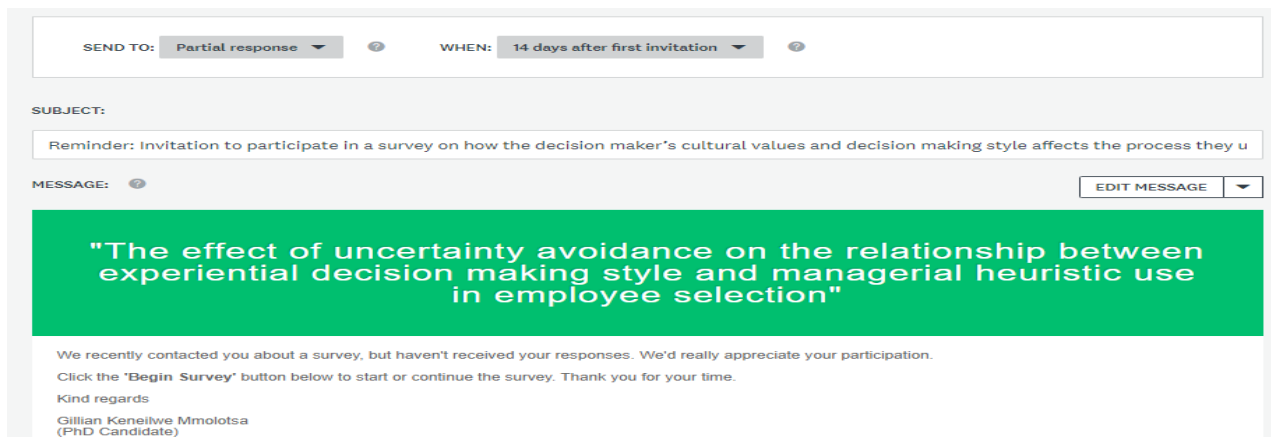 SEND TO: Partial response WHEN: 14 days after first invitation
SUBJECT:
Reminder: Invitation to participate in a survey on how the decision maker's cultural values and decision making style affects the process they u
MESSAGE: EDIT MESSAGE
"The effect of uncertainty avoidance on the relationship between
experiential decision making style and managerial heuristic use
in employee selection"
We recently contacted you about a survey, but haven't received your responses. We'd really appreciate your participation.
Click the 'Begin Survey' button below to start or continue the survey. Thank you for your time.
Kind regards
Gillian Keneilwe Mmolotsa
(PhD Candidate)